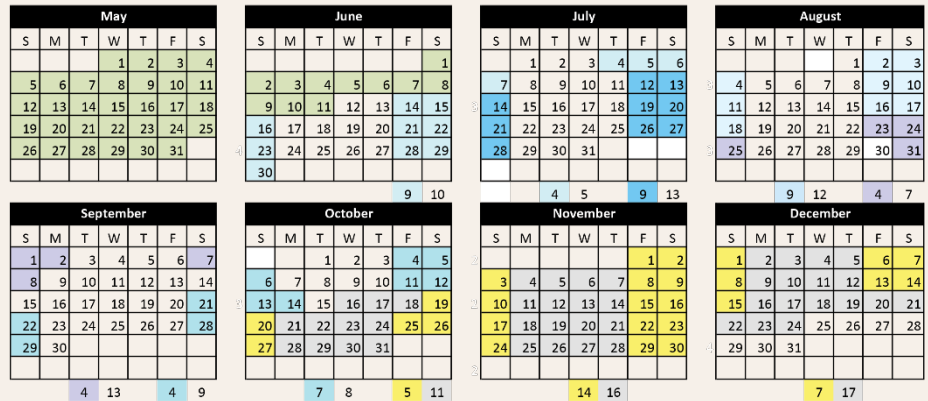 May
S M T W T F S
1 2 3 4
5 6 7 8 9 10 11
12 13 14 15 16 17 18
19 20 21 22 23 24 25
26 27 28 29 30 31
June
S M T W T F S
1
2 3 4 5 6 7 8
9 10 11 12 13 14 15
16 17 18 19 20 21 22
23 24 25 26 27 28 29
30
9 10
July
S M T W T F S
1 2 3 4 5 6
7 8 9 10 11 12 13
14 15 16 17 18 19 20
21 22 23 24 25 26 27
28 29 30 31
4 5 9 13
August
S M T W T F S
1 2 3
4 5 6 7 8 9 10
11 12 13 14 15 16 17
18 19 20 21 22 23 24
25 26 27 28 29 30 31
9 12 4 7
September
S M T W T F S
1 2 3 4 5 6 7
8 9 10 11 12 13 14
15 16 17 18 19 20 21
22 23 24 25 26 27 28
29 30
4 13 4 9
October
S M T W T F S
1 2 3 4 5
6 7 8 9 10 11 12
13 14 15 16 17 18 19
20 21 22 23 24 25 26
27 28 29 30 31
7 8 5 11
November
S M T W T F S
1 2
3 4 5 6 7 8 9
10 11 12 13 14 15 16
17 18 19 20 21 22 23
24 25 26 27 28 29 30
14 16
December
S M T W T F S
1 2 3 4 5 6 7
8 9 10 11 12 13 14
15 16 17 18 19 20 21
22 23 24 25 26 27 28
29 30 31
7 17